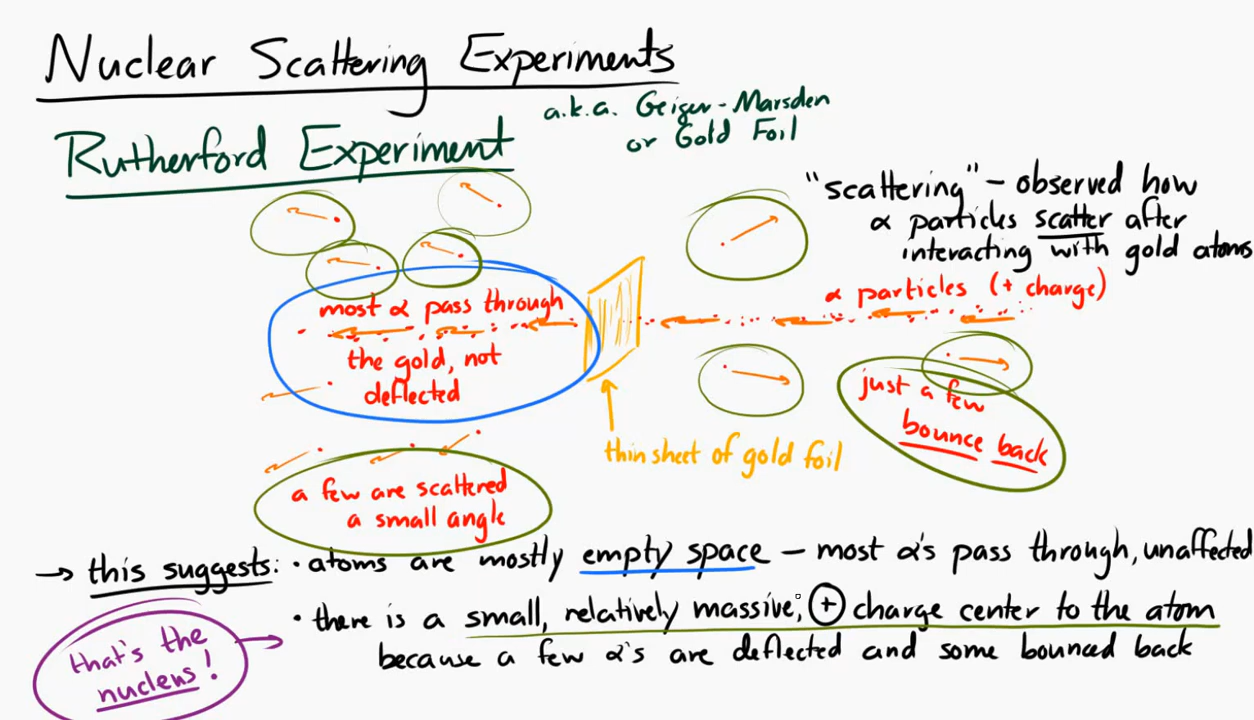 Nuclear Scattering Experiments
Rutherford Experiment
a.k.a. Geiger-Marsden
or Gold Foil
"scattering" - observed how
α particles scatter after
interacting with gold atoms
α particles (+ charge)
most α pass through
the gold, not
deflected
just a few
bounce back
thin sheet of gold foil
a few are scattered
a small angle
→ this suggests: • atoms are mostly empty space - most α's pass through, unaffected
• there is a small, relatively massive, + charge center to the atom
because a few α's are deflected and some bounced back
that's the
nucleus!